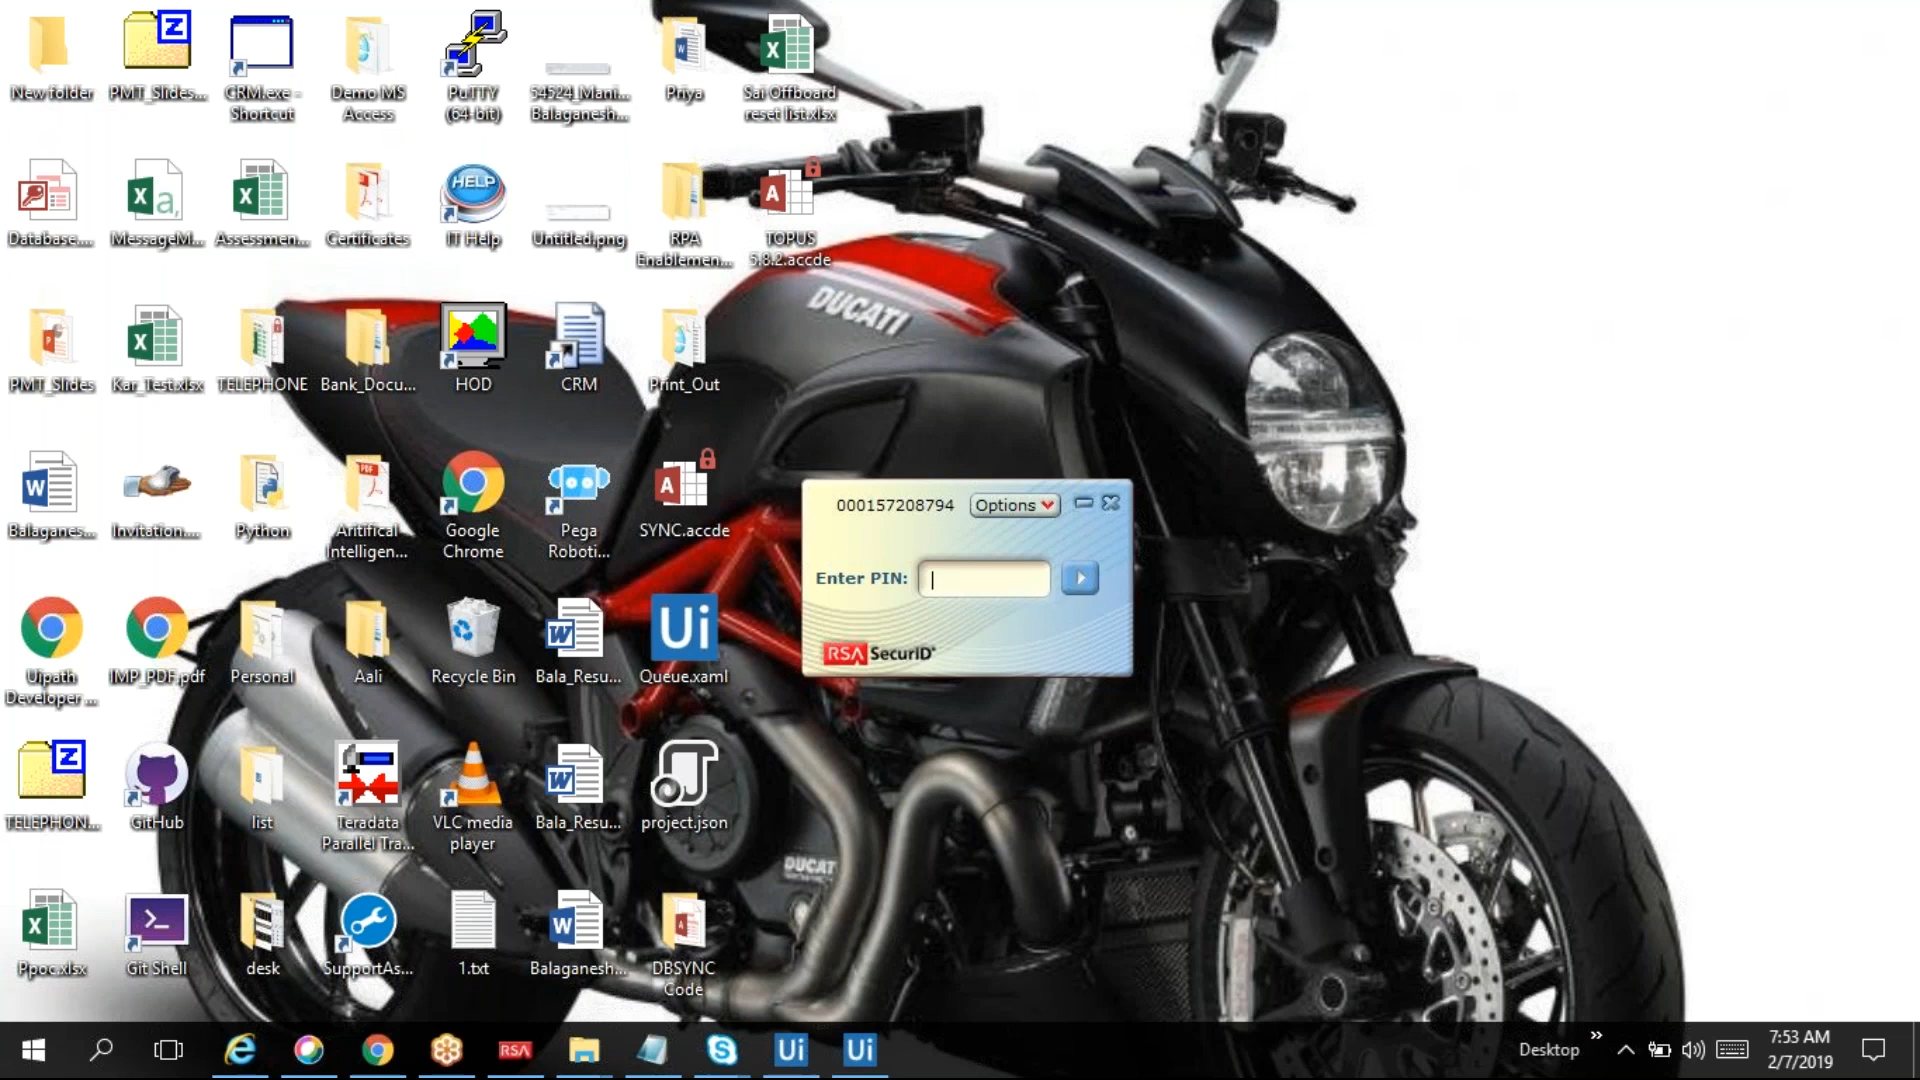 New folder
PMT_Slides...
CRM.exe -
Shortcut
Demo MS
Access
PuTTY
(64-bit)
54524_Mani...
Balaganesh...
Priya
Sai Offboard
reset list.xlsx
Database....
MessageM...
Assessmen...
Certificates
HELP
IT Help
Untitled.png
RPA
Enablemen...
TOPUS
5.8.2.accde
DUCATI
PMT_Slides
Kar_Test.xlsx
TELEPHONE
Bank_Docu...
HOD
CRM
Print_Out
Balaganes...
Invitation....
Python
Aritifical
Intelligen...
Google
Chrome
Pega
Roboti...
SYNC.accde
000157208794 Options
Enter PIN:
RSA SecurID
Uipath
Developer ...
IMP_PDF.pdf
Personal
Aali
Recycle Bin
Bala_Resu...
Ui
Queue.xaml
TELEPHON...
GitHub
list
Teradata
Parallel Tra...
VLC media
player
Bala_Resu...
project.json
DUCATI
Ppoc.xlsx
Git Shell
desk
SupportAs...
1.txt
Balaganesh...
DBSYNC
Code
RSA
Ui
Ui
Desktop
7:53 AM
2/7/2019